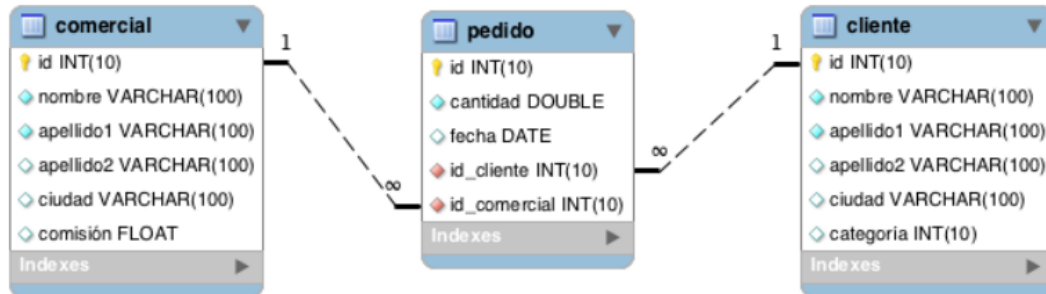 comercial
id INT(10)
nombre VARCHAR(100)
apellido1 VARCHAR(100)
apellido2 VARCHAR(100)
ciudad VARCHAR(100)
comisión FLOAT
Indexes
1
∞
pedido
id INT(10)
cantidad DOUBLE
fecha DATE
id_cliente INT(10)
id_comercial INT(10)
Indexes
∞
1
cliente
id INT(10)
nombre VARCHAR(100)
apellido1 VARCHAR(100)
apellido2 VARCHAR(100)
ciudad VARCHAR(100)
categoría INT(10)
Indexes